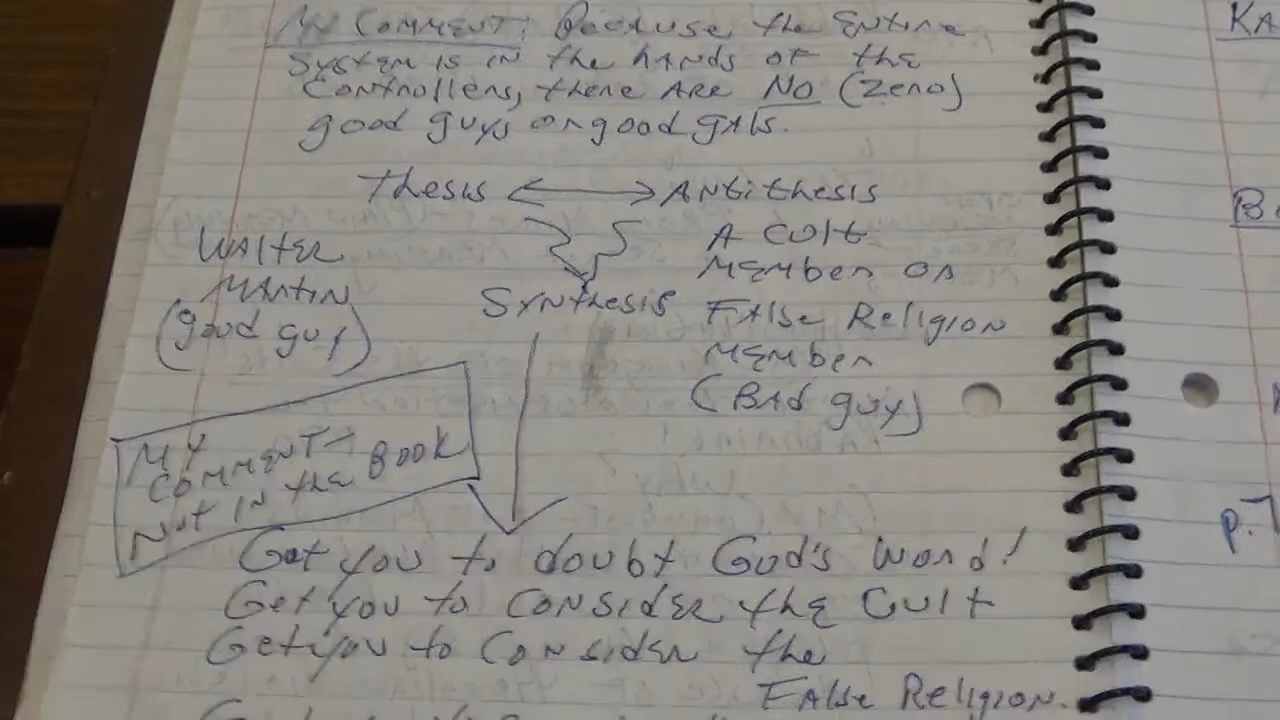 My Comment: Because the Entire
System is in the hands of the
Controllers, there are No (Zero)
good guys or good gals.
Thesis <-> Antithesis
Walter
Martin
(good guy)
Synthesis
A Cult
Member or
False Religion
Member
(Bad guy)
My
Comment →
Not in the Book
Get you to doubt God's Word!
Get you to Consider the Cult
Get you to Consider the
False Religion.
KA
B
P.